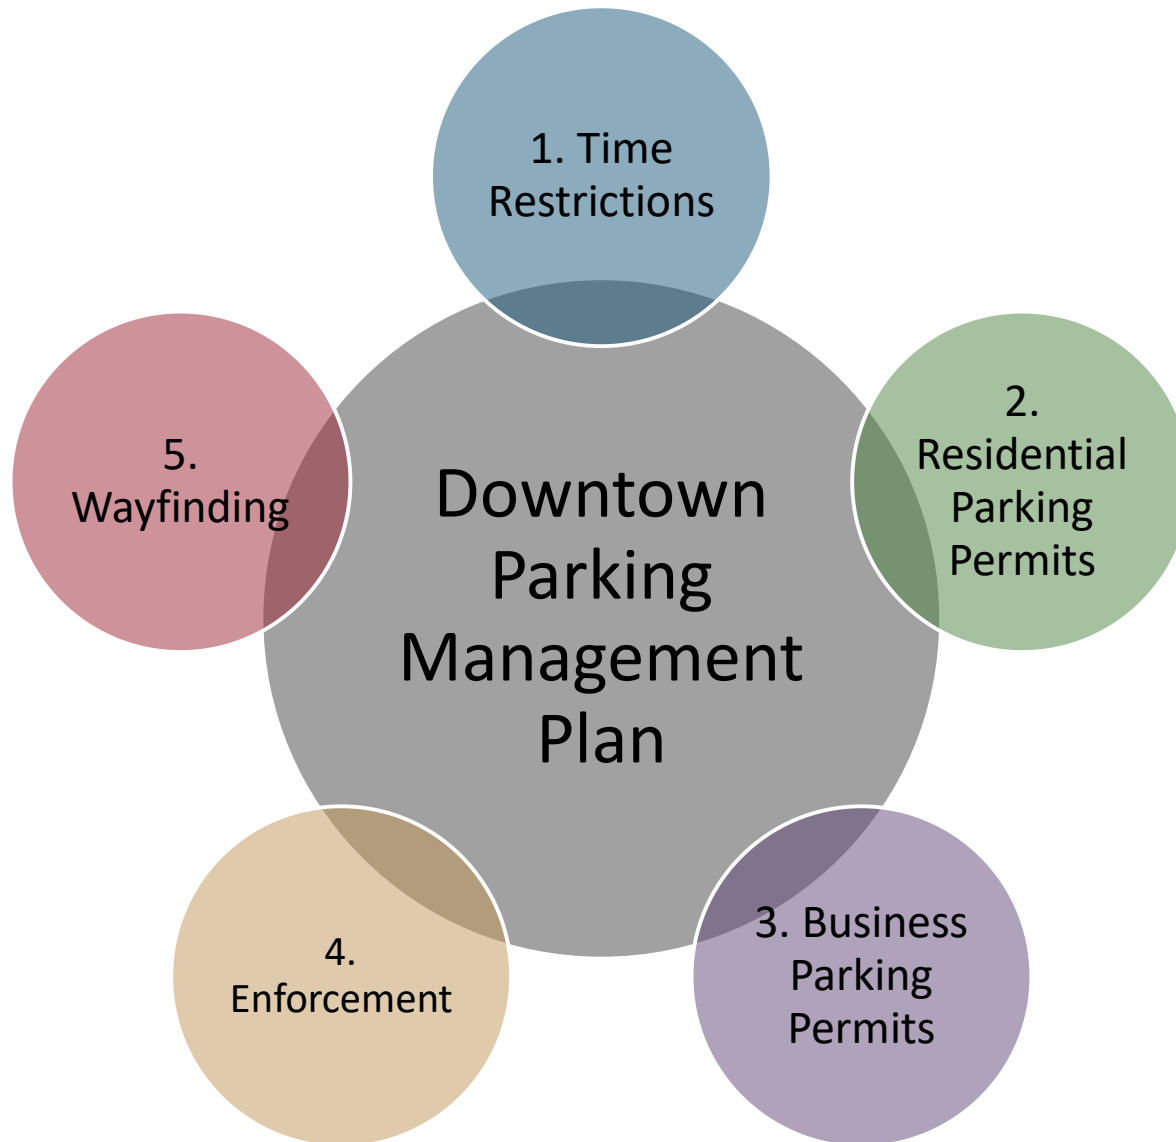 1. Time
Restrictions
2.
Residential
Parking
Permits
5.
Wayfinding
Downtown
Parking
Management
Plan
3. Business
Parking
Permits
4.
Enforcement